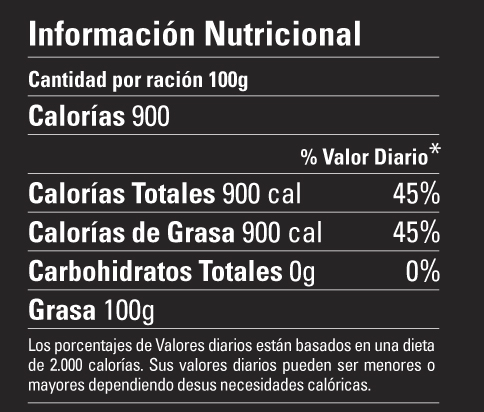 Información Nutricional
Cantidad por ración 100g
Calorías 900
% Valor Diario*
Calorías Totales 900 cal 45%
Calorías de Grasa 900 cal 45%
Carbohidratos Totales 0g 0%
Grasa 100g
Los porcentajes de Valores diarios están basados en una dieta
de 2.000 calorías. Sus valores diarios pueden ser menores o
mayores dependiendo desus necesidades calóricas.